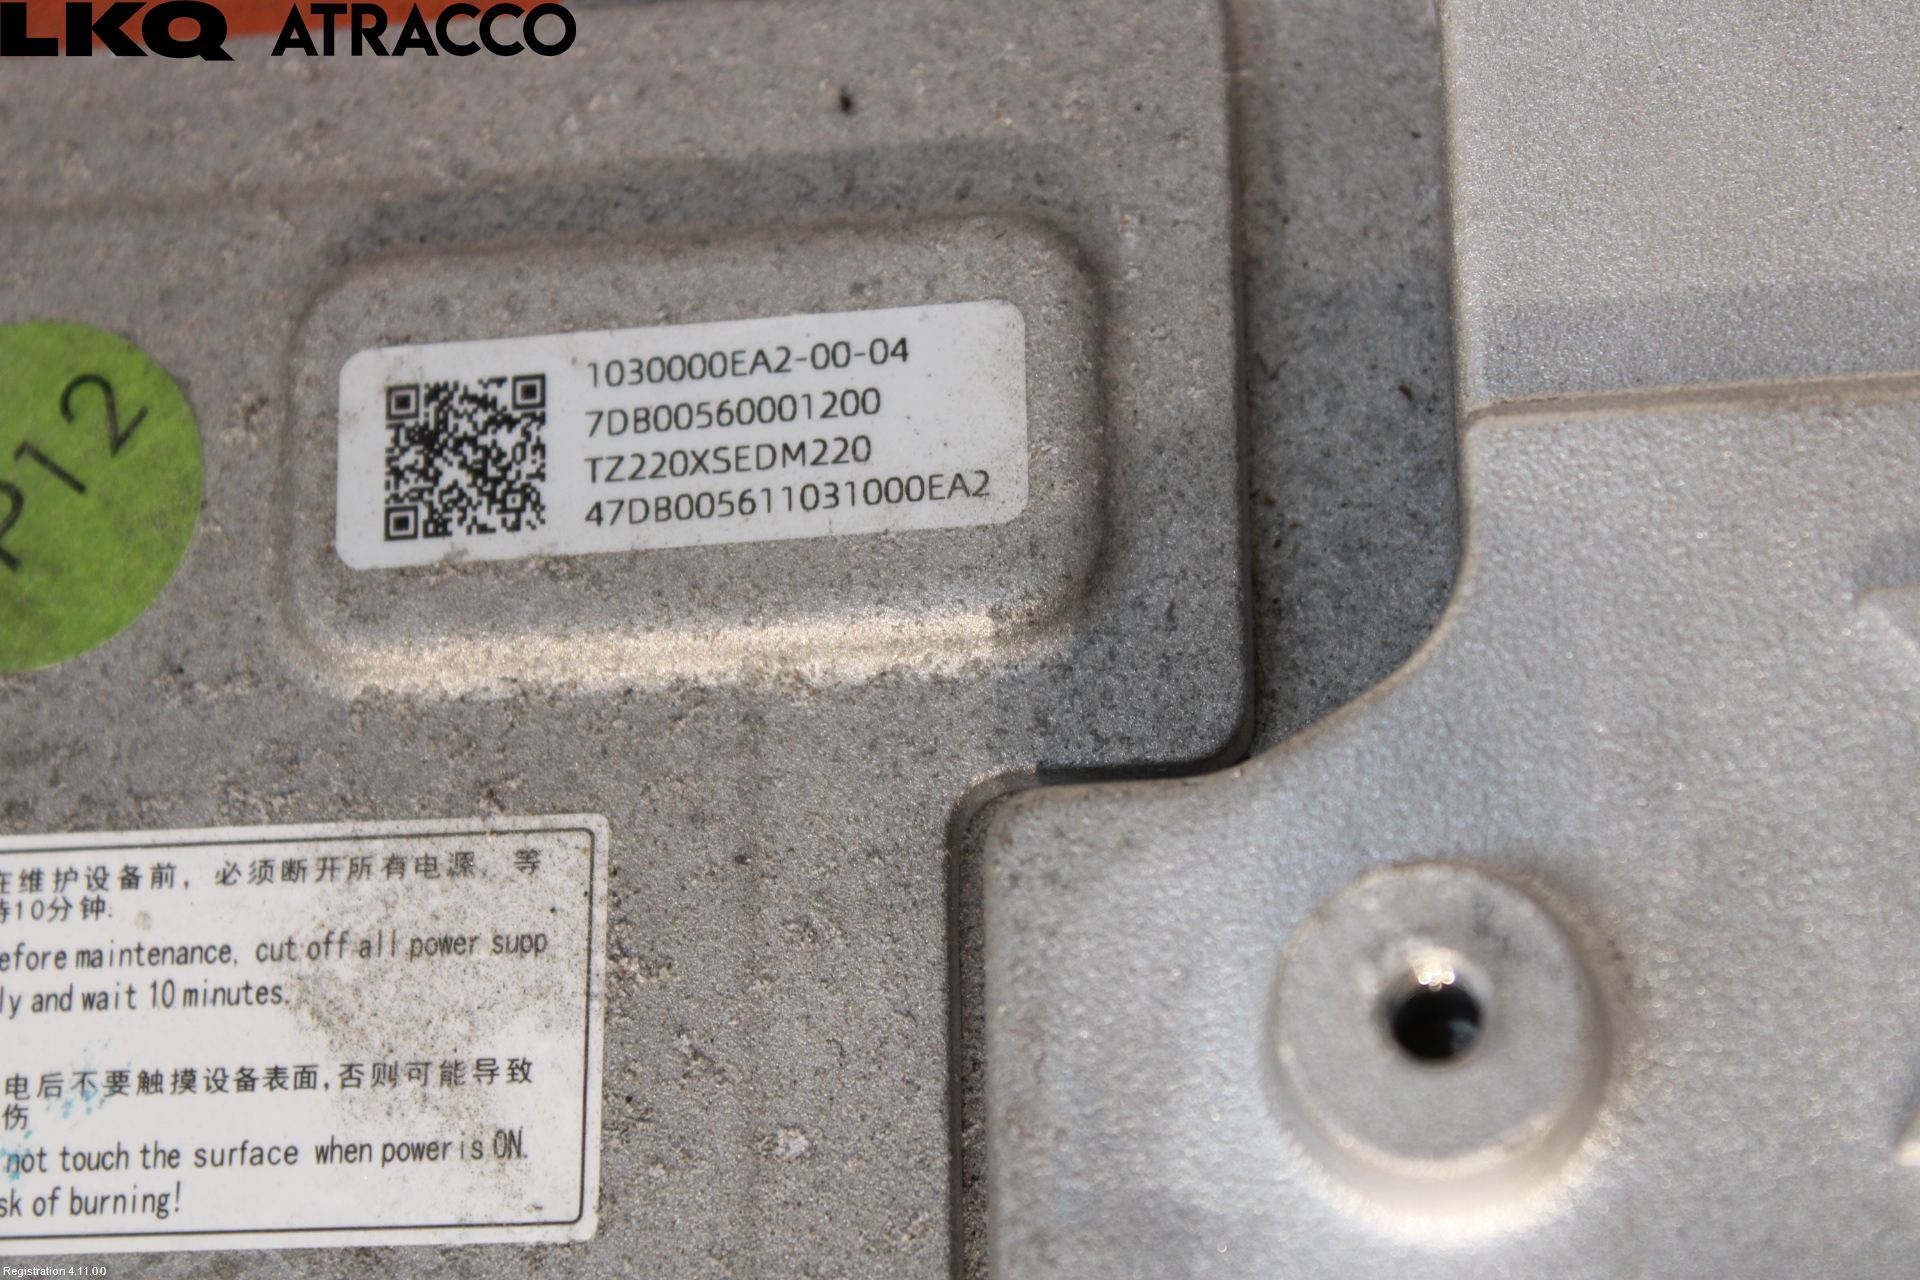 LKQ ATRACCO
1030000EA2-00-04
7DB00560001200
TZ220XSEDM220
47DB005611031000EA2
P12
在维护设备前，必须断开所有电源，等
待10分钟.
efore maintenance, cut off all power supp
ly and wait 10 minutes.
电后不要触摸设备表面,否则可能导致
伤
not touch the surface when power is ON.
sk of burning!
Registration 4.11.0.0